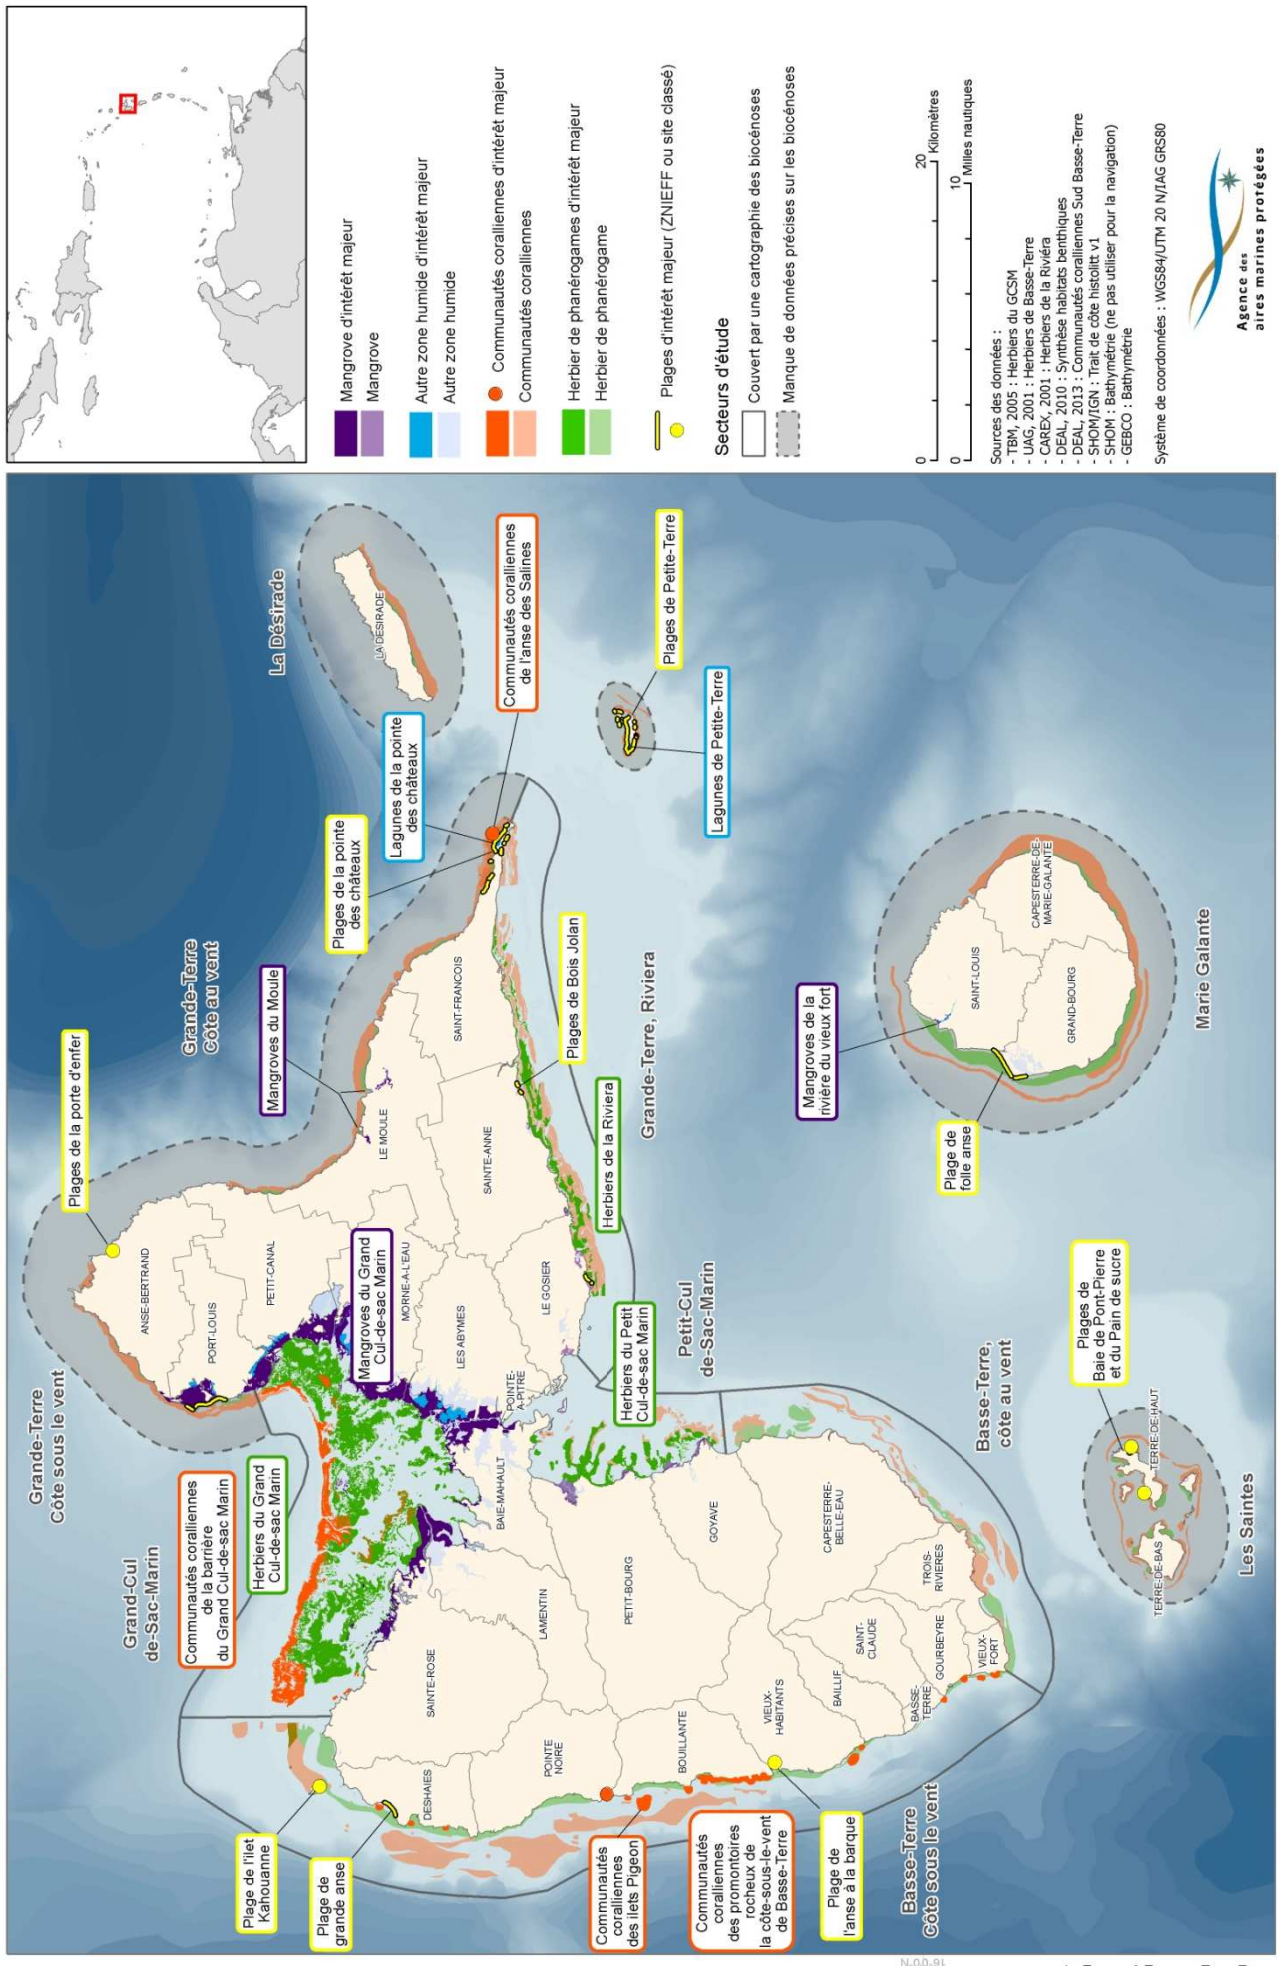 Mangrove d'intérêt majeur
Mangrove
Autre zone humide d'intérêt majeur
Autre zone humide
Communautés coralliennes d'intérêt majeur
Communautés coralliennes
Herbier de phanérogames d'intérêt majeur
Herbier de phanérogame
Plages d'intérêt majeur (ZNIEFF ou site classé)
Secteurs d'étude
Couvert par une cartographie des biocénoses
Manque de données précises sur les biocénoses
0
20
Kilomètres
0
10
Milles nautiques
Sources des données :
- TBM, 2005 : Herbiers du GCSM
- UAG, 2001 : Herbiers de Basse-Terre
- CAREX, 2001 : Herbiers de la Riviéra
- DEAL, 2010 : Synthèse habitats benthiques
- DEAL, 2013 : Communautés coralliennes Sud Basse-Terre
- SHOM/IGN : Trait de côte histolitt v1
- SHOM : Bathymétrie (ne pas utiliser pour la navigation)
- GEBCO : Bathymétrie
Système de coordonnées : WGS84/UTM 20 N/IAG GRS80
Agence des
aires marines protégées
Grande-Terre
Côte sous le vent
Plages de la porte d'enfer
Grande-Terre
Côte au vent
La Désirade
LA DESIRADE
Grand-Cul
de-Sac-Marin
Communautés coralliennes
de la barrière
du Grand Cul-de-sac Marin
Herbiers du Grand
Cul-de-sac Marin
Mangroves du Moule
Plages de la pointe
des châteaux
Lagunes de la pointe
des châteaux
Communautés coralliennes
de l'anse des Salines
ANSE-BERTRAND
PORT-LOUIS
PETIT-CANAL
Mangroves du Grand
Cul-de-sac Marin
MORNE-A-L'EAU
LE MOULE
SAINT-FRANCOIS
SAINTE-ANNE
LES ABYMES
LE GOSIER
POINTE-
A-PITRE
BAIE-MAHAULT
Plage de l'ilet
Kahouanne
Plage de
grande anse
DESHAIES
SAINTE-ROSE
LAMENTIN
POINTE
NOIRE
PETIT-BOURG
GOYAVE
BOUILLANTE
VIEUX-
HABITANTS
CAPESTERRE-
BELLE-EAU
SAINT-
CLAUDE
BAILLIF
TROIS-
RIVIERES
GOURBEYRE
BASSE-
TERRE
VIEUX-
FORT
Communautés
coralliennes
des ilets Pigeon
Communautés
coralliennes
des promontoires
rocheux de
la côte-sous-le-vent
de Basse-Terre
Plage de
l'anse à la barque
Basse-Terre
Côte sous le vent
Herbiers du Petit
Cul-de-sac Marin
Petit-Cul
de-Sac-Marin
Herbiers de la Riviera
Plages de Bois Jolan
Grande-Terre, Riviera
Plages de Petite-Terre
Lagunes de Petite-Terre
Basse-Terre,
côte au vent
Mangroves de la
rivière du vieux fort
Plage de
folle anse
SAINT-LOUIS
CAPESTERRE-DE-
MARIE-GALANTE
GRAND-BOURG
Marie Galante
Plages de
Baie de Pont-Pierre
et du Pain de sucre
TERRE-DE-HAUT
TERRE-DE-BAS
Les Saintes